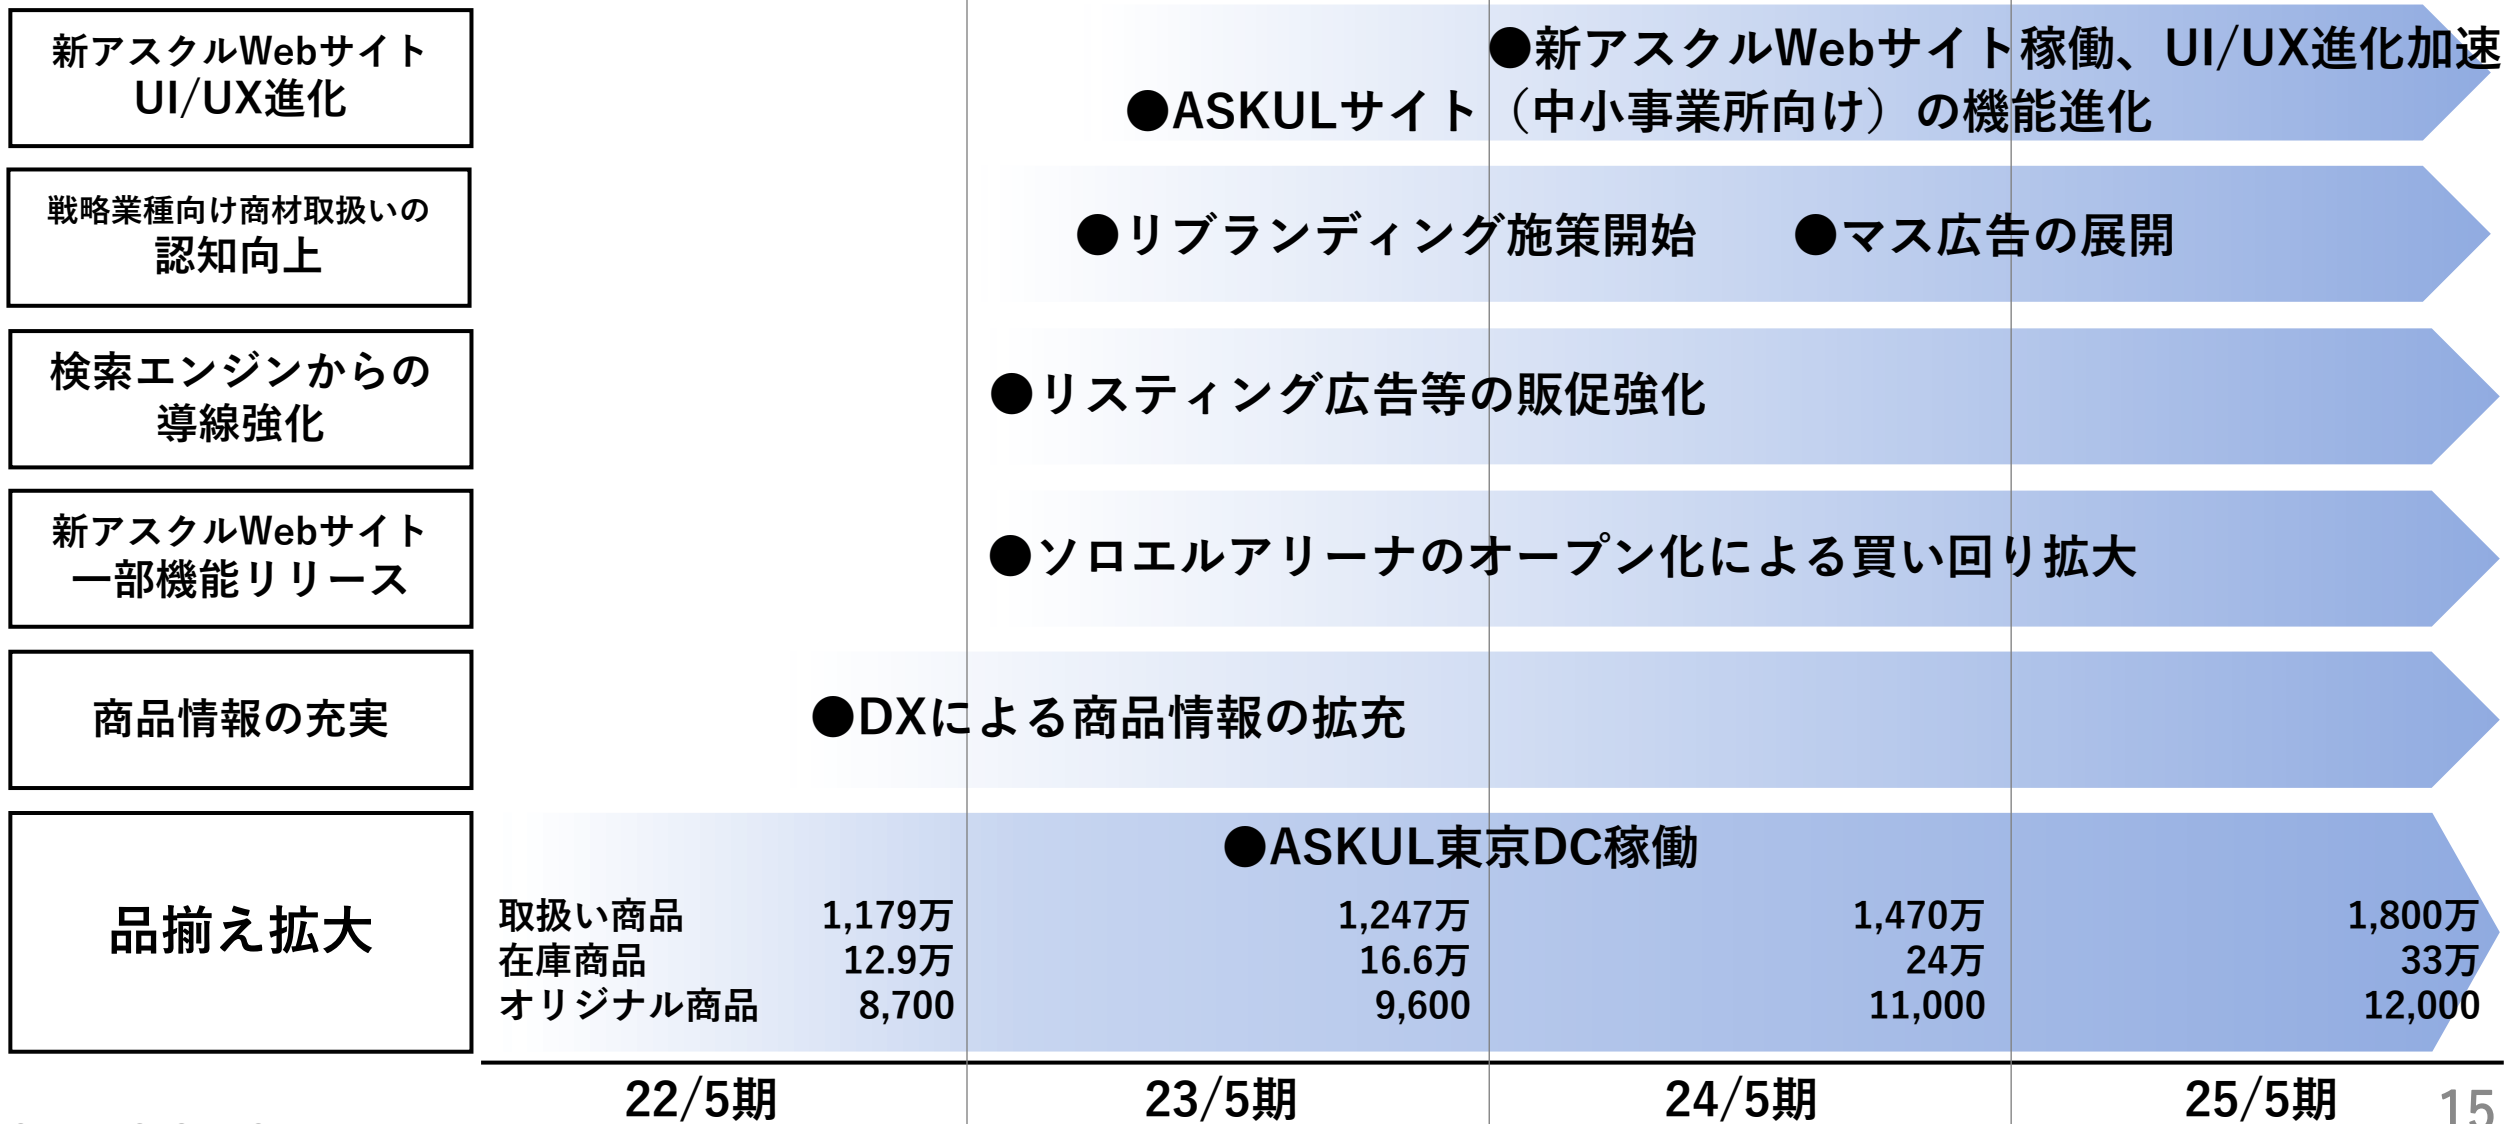 新アスクルWebサイト
UI/UX進化
●新アスクルWebサイト稼働、UI/UX進化加速
●ASKULサイト（中小事業所向け）の機能進化
戦略業種向け商材取扱いの
認知向上
●リブランディング施策開始
●マス広告の展開
検索エンジンからの
導線強化
●リスティング広告等の販促強化
新アスクルWebサイト
一部機能リリース
●ソロエルアリーナのオープン化による買い回り拡大
商品情報の充実
●DXによる商品情報の拡充
品揃え拡大
●ASKUL東京DC稼働
取扱い商品 1,179万 1,247万 1,470万 1,800万
在庫商品 12.9万 16.6万 24万 33万
オリジナル商品 8,700 9,600 11,000 12,000
22/5期 23/5期 24/5期 25/5期
15